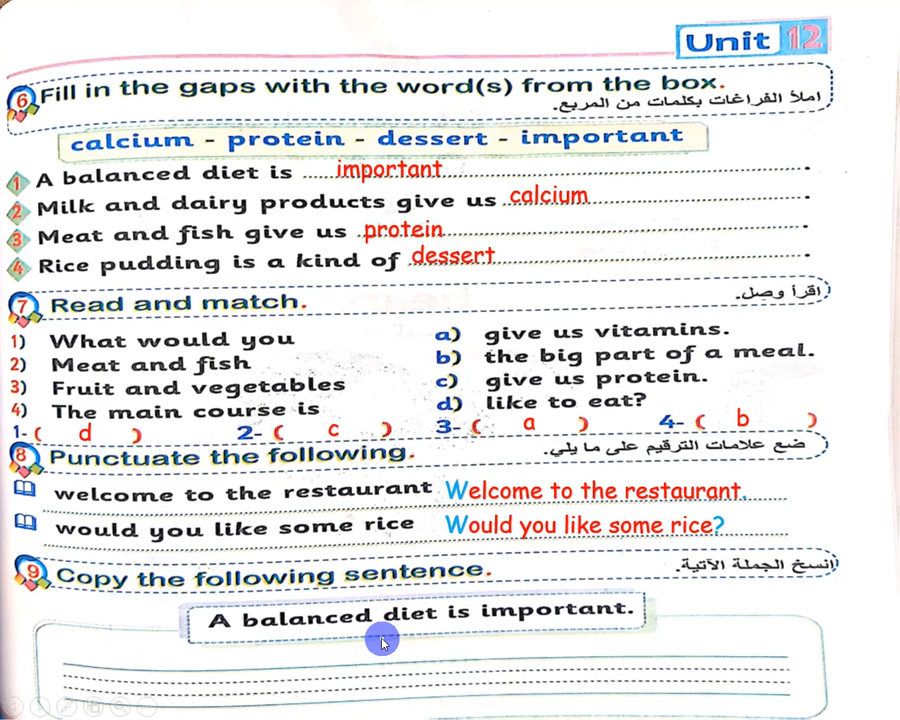 Unit 12
6 Fill in the gaps with the word(s) from the box.
املأ الفراغات بكلمات من المربع.
calcium - protein - dessert - important
1 A balanced diet is ..... important ..... .
2 Milk and dairy products give us calcium ..... .
3 Meat and fish give us ..protein ..... .
4 Rice pudding is a kind of dessert ..... .
7 Read and match.
اقرأ وصل.
1) What would you a) give us vitamins.
2) Meat and fish b) the big part of a meal.
3) Fruit and vegetables c) give us protein.
4) The main course is d) like to eat?
1- ( d ) 2- ( c ) 3- ( a ) 4- ( b )
8 Punctuate the following.
ضع علامات الترقيم على ما يلي.
welcome to the restaurant Welcome to the restaurant.
would you like some rice Would you like some rice?
9 Copy the following sentence.
إنسخ الجملة الآتية.
A balanced diet is important.